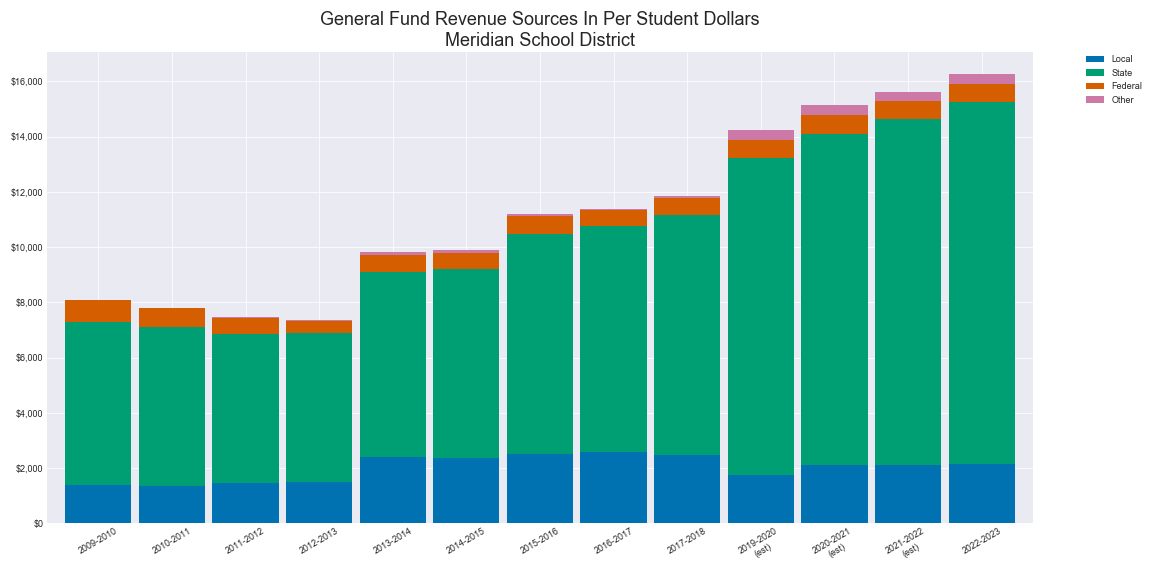 General Fund Revenue Sources In Per Student Dollars
Meridian School District
Local
State
Federal
Other
$16,000
$14,000
$12,000
$10,000
$8,000
$6,000
$4,000
$2,000
$0
2009-2010
2010-2011
2011-2012
2012-2013
2013-2014
2014-2015
2015-2016
2016-2017
2017-2018
2019-2020
(est)
2020-2021
(est)
2021-2022
(est)
2022-2023